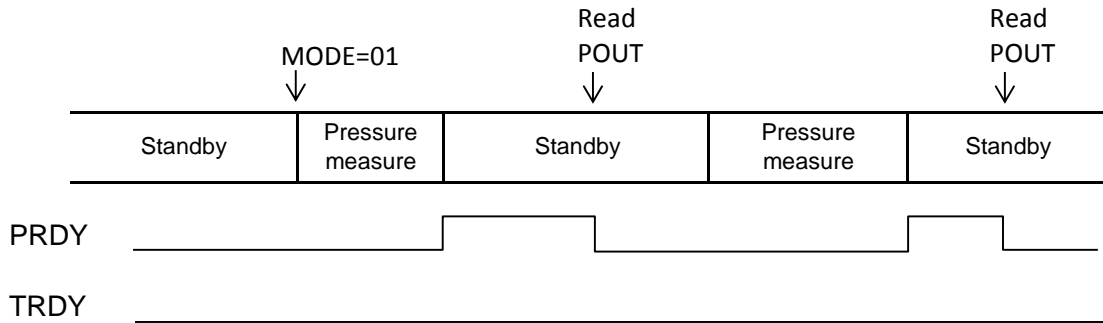 Read
POUT
Read
POUT
MODE=01
Standby
Pressure
measure
Standby
Pressure
measure
Standby
PRDY
TRDY